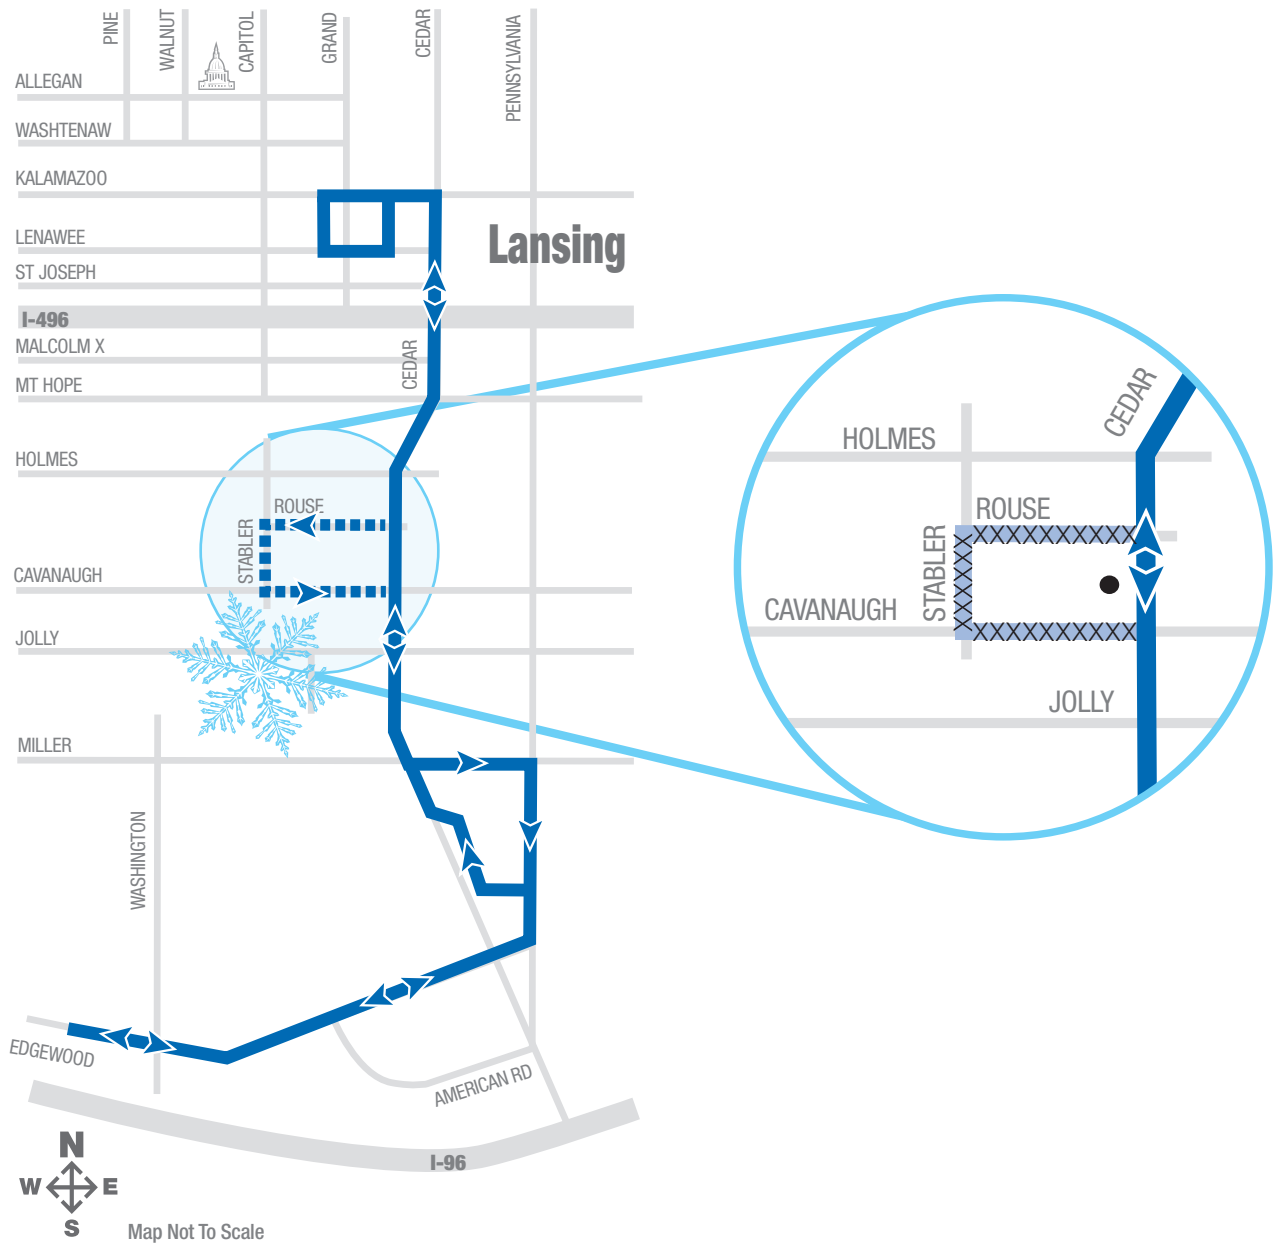 PINE
WALNUT
CAPITOL
GRAND
CEDAR
PENNSYLVANIA
ALLEGAN
WASHTENAW
KALAMAZOO
LENAWEE
Lansing
ST JOSEPH
I-496
MALCOLM X
CEDAR
MT HOPE
HOLMES
ROUSE
STABLER
CAVANAUGH
JOLLY
MILLER
WASHINGTON
EDGEWOOD
AMERICAN RD
I-96
CEDAR
HOLMES
ROUSE
STABLER
CAVANAUGH
JOLLY
N
W E
S
Map Not To Scale